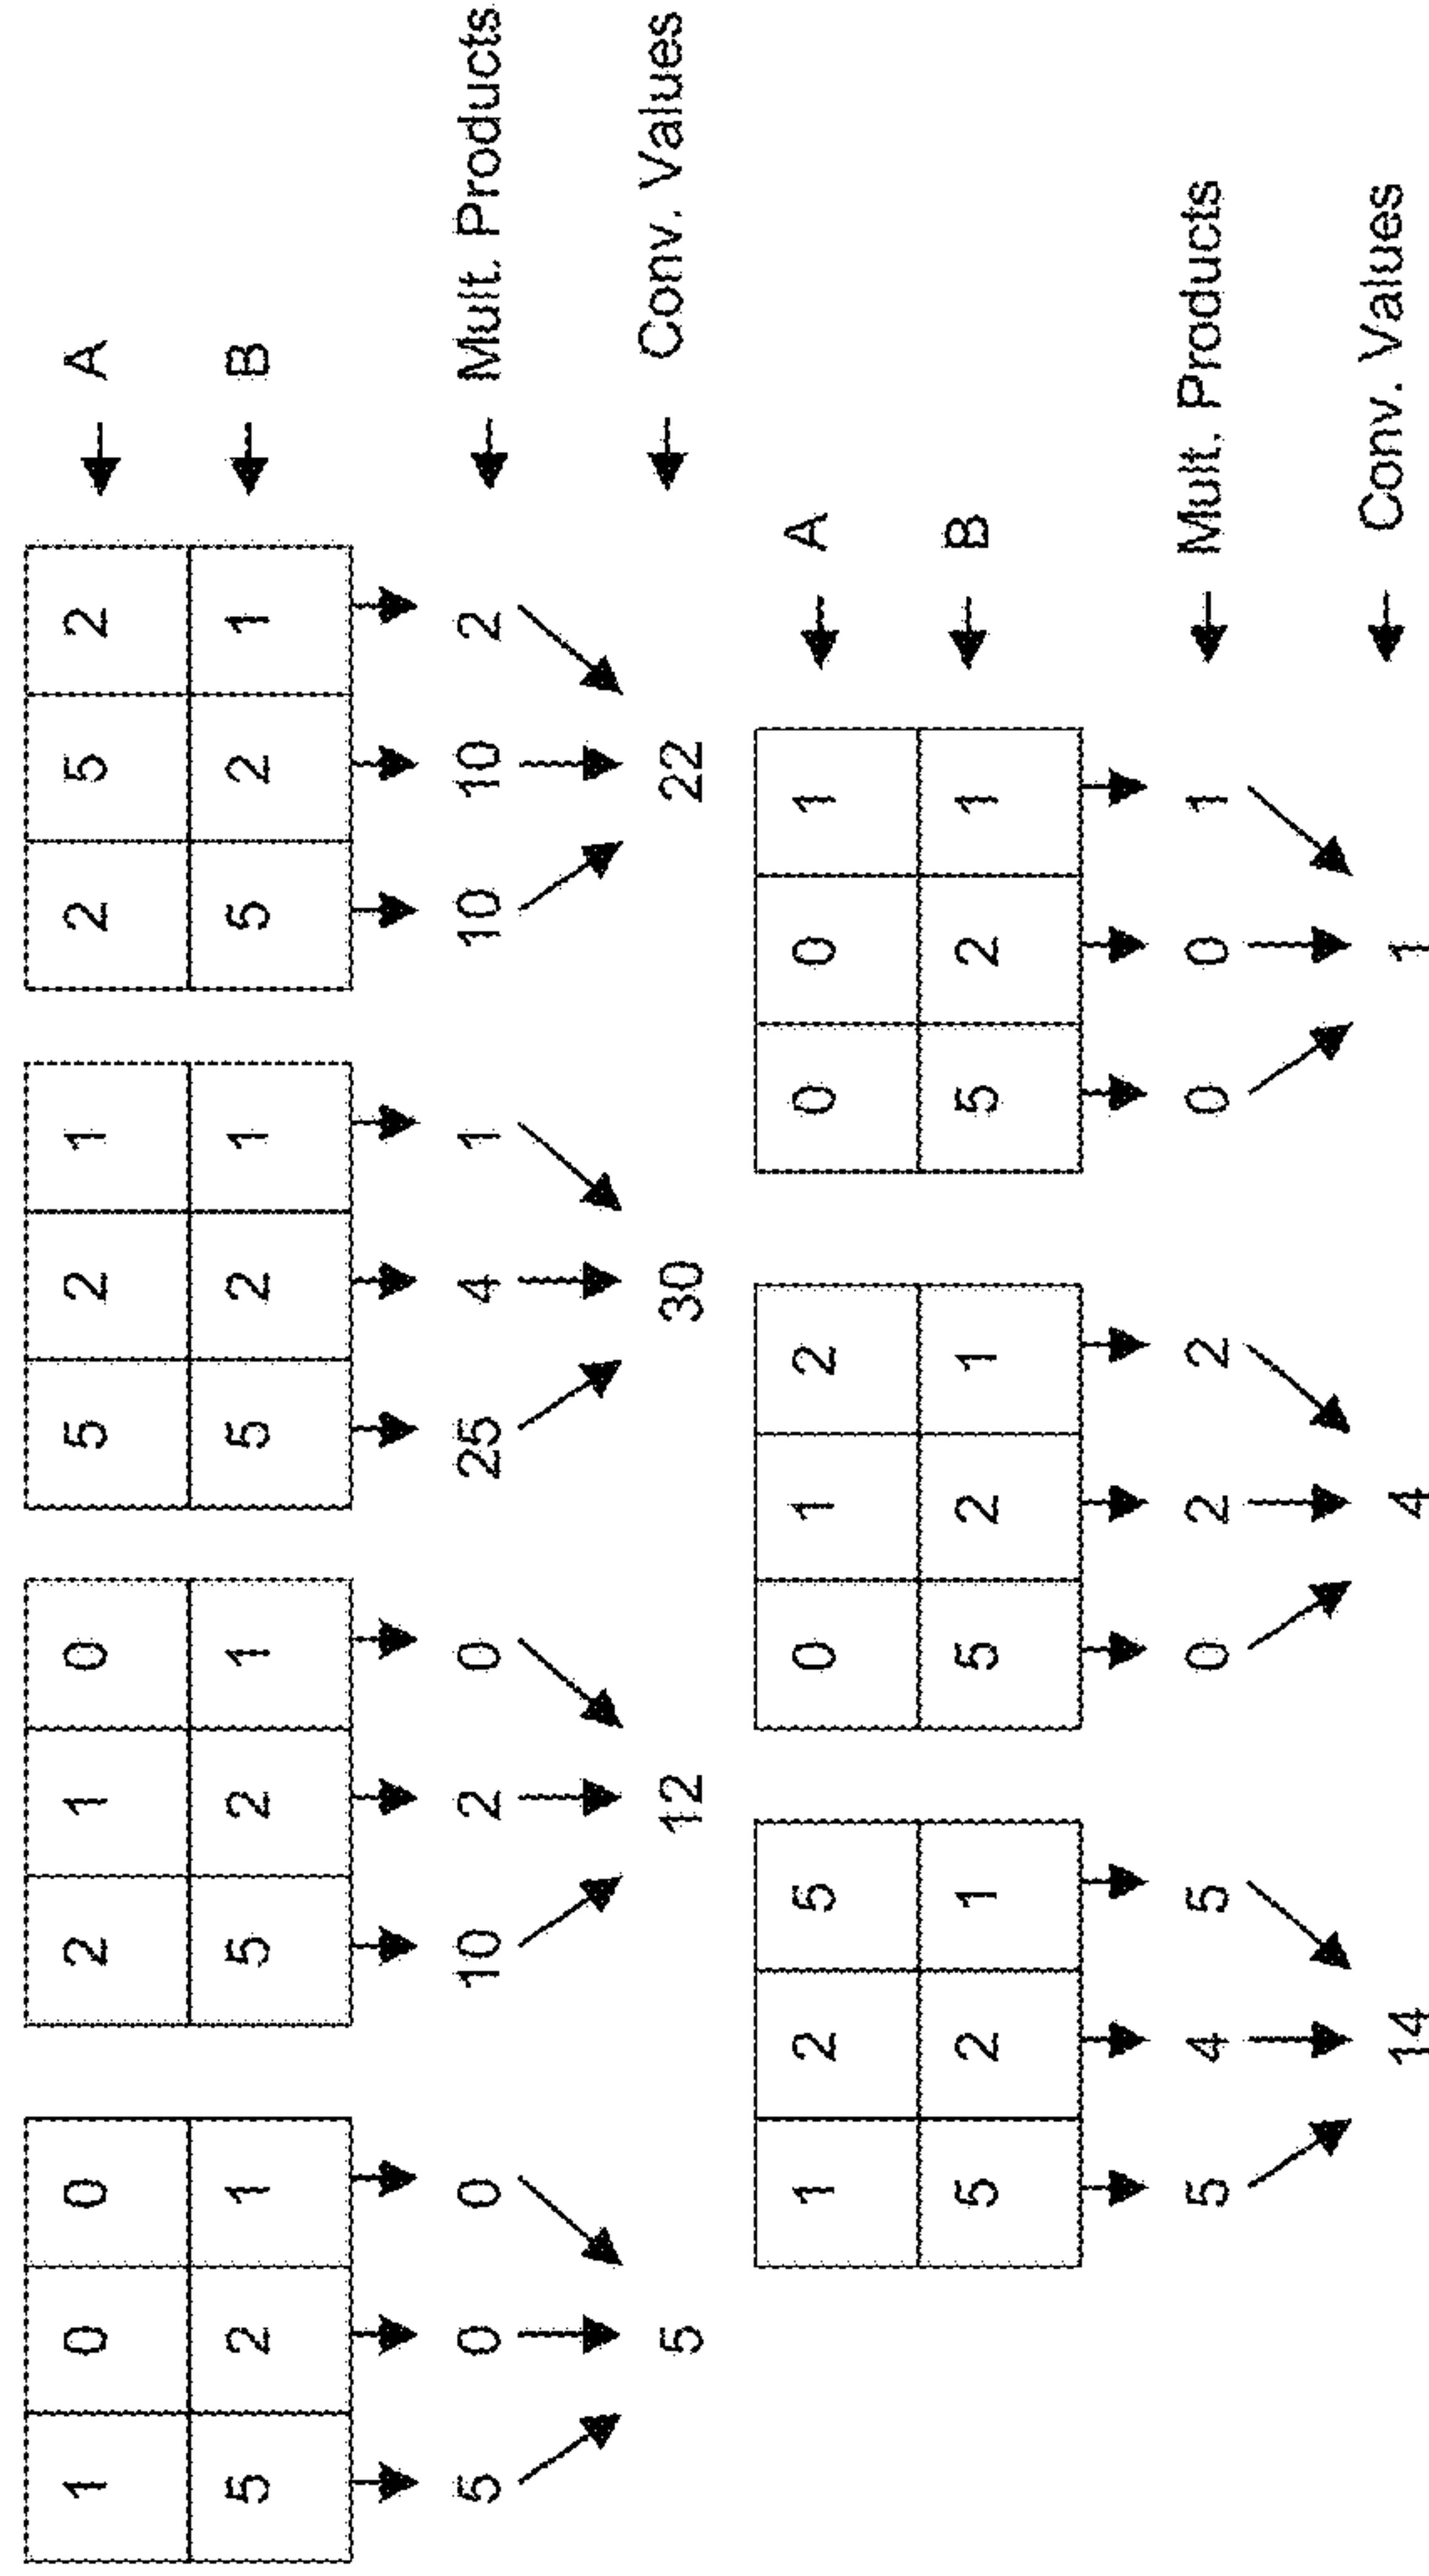 1 0 0 2 1 0 5 2 1 2 5 2 A
5 2 1 5 2 1 5 2 1 5 2 1 B
5 0 0 10 2 0 25 4 1 10 10 2 Mult. Products
5 12 30 22 Conv. Values
1 2 5 0 1 2 0 0 1 A
5 2 1 5 2 1 5 2 1 B
5 4 5 0 2 2 0 0 1 Mult. Products
14 4 1 Conv. Values